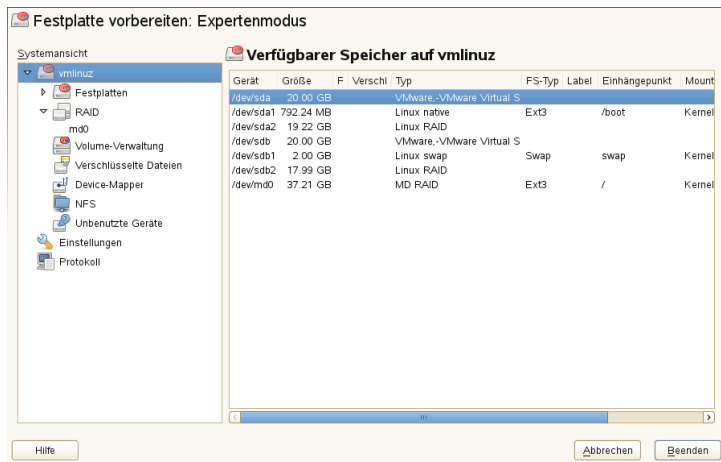 Festplatte vorbereiten: Expertenmodus
Systemansicht
vmlinuz
Festplatten
RAID
md0
Volume-Verwaltung
Verschlüsselte Dateien
Device-Mapper
NFS
Unbenutzte Geräte
Einstellungen
Protokoll
Verfügbarer Speicher auf vmlinuz
Gerät Größe F Verschl Typ FS-Typ Label Einhängepunkt Mount
/dev/sda 20.00 GB VMware,-VMware Virtual S
/dev/sda1 792.24 MB Linux native Ext3 /boot Kernel
/dev/sda2 19.22 GB Linux RAID
/dev/sdb 20.00 GB VMware,-VMware Virtual S
/dev/sdb1 2.00 GB Linux swap Swap swap Kernel
/dev/sdb2 17.99 GB Linux RAID
/dev/md0 37.21 GB MD RAID Ext3 / Kernel
Hilfe
Abbrechen
Beenden